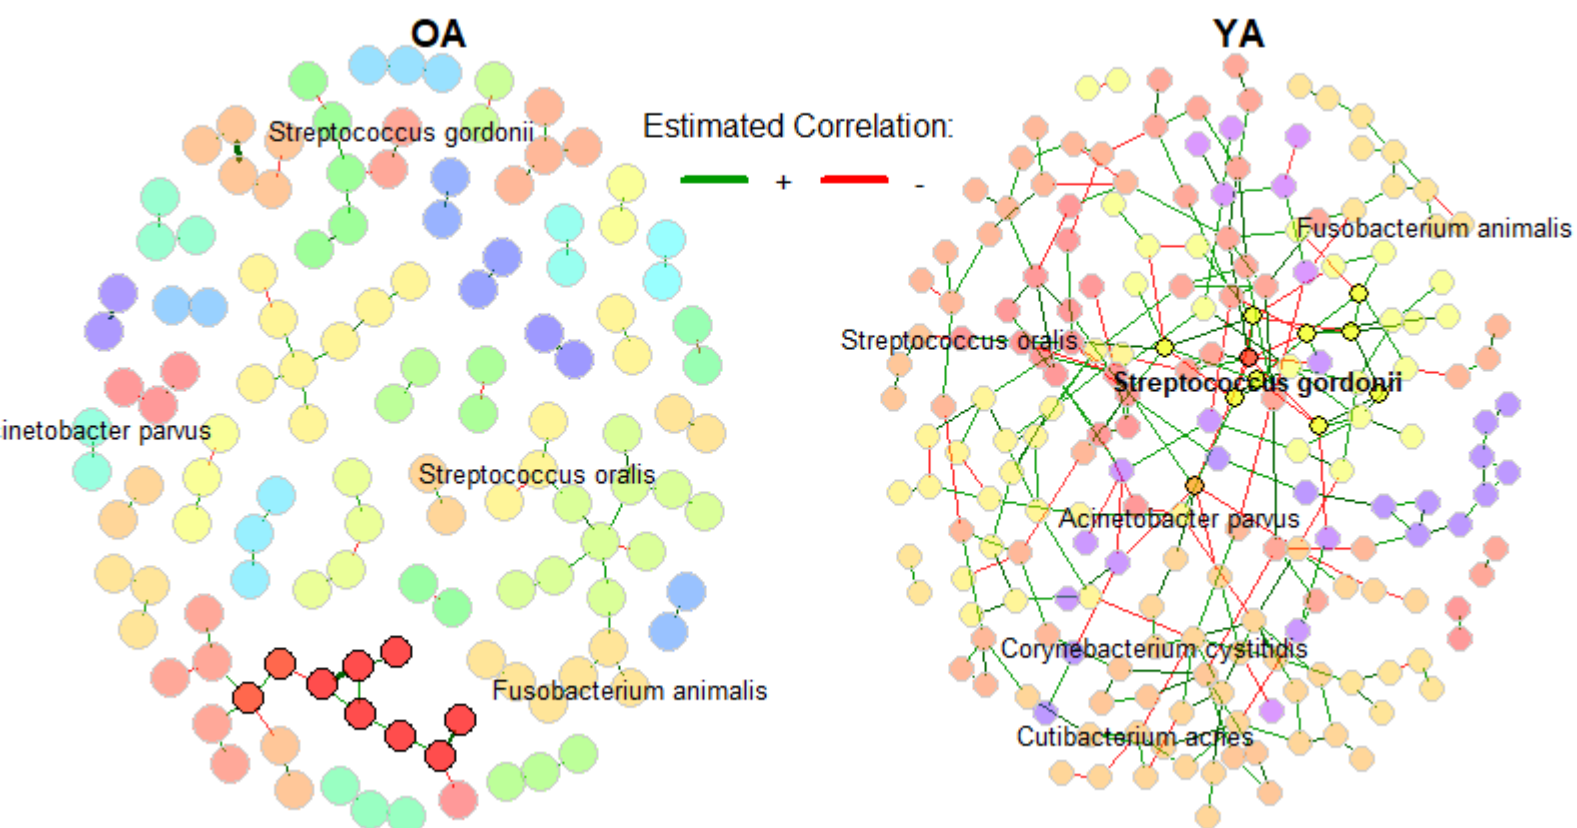 OA
YA
Estimated Correlation:
+
-
Streptococcus gordonii
Fusobacterium animalis
Streptococcus oralis
Streptococcus gordonii
inetobacter parvus
Streptococcus oralis
Acinetobacter parvus
Corynebacterium cystitidis
Fusobacterium animalis
Cutibacterium acnes